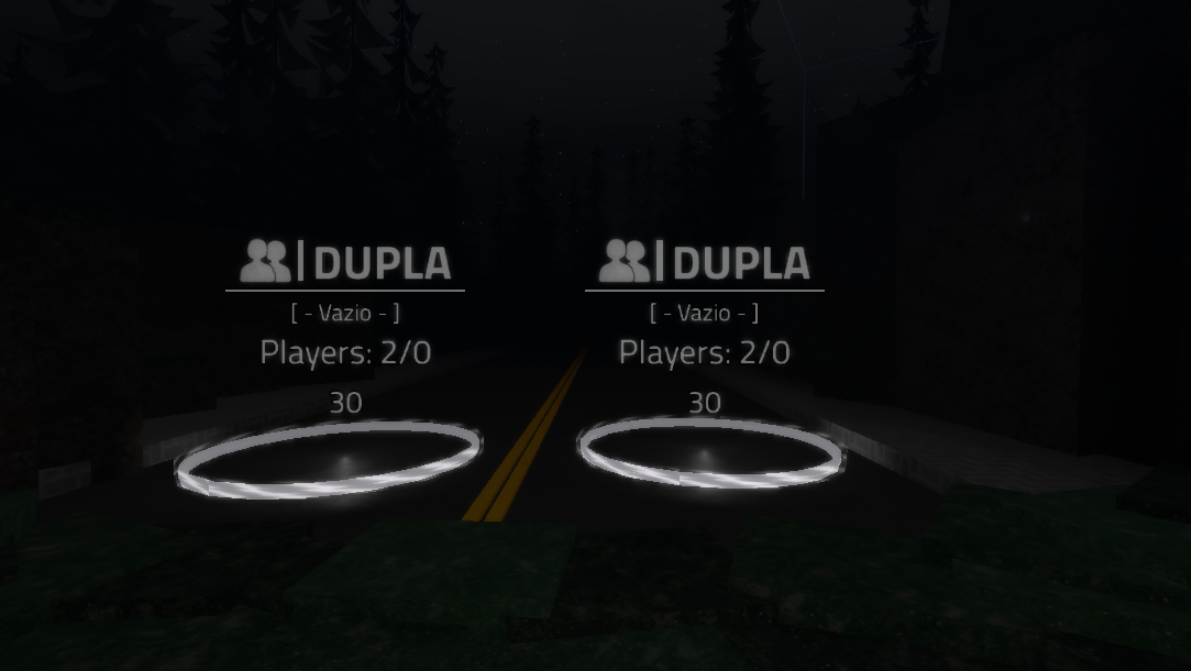 DUPLA
[ - Vazio - ]
Players: 2/0
30
DUPLA
[ - Vazio - ]
Players: 2/0
30